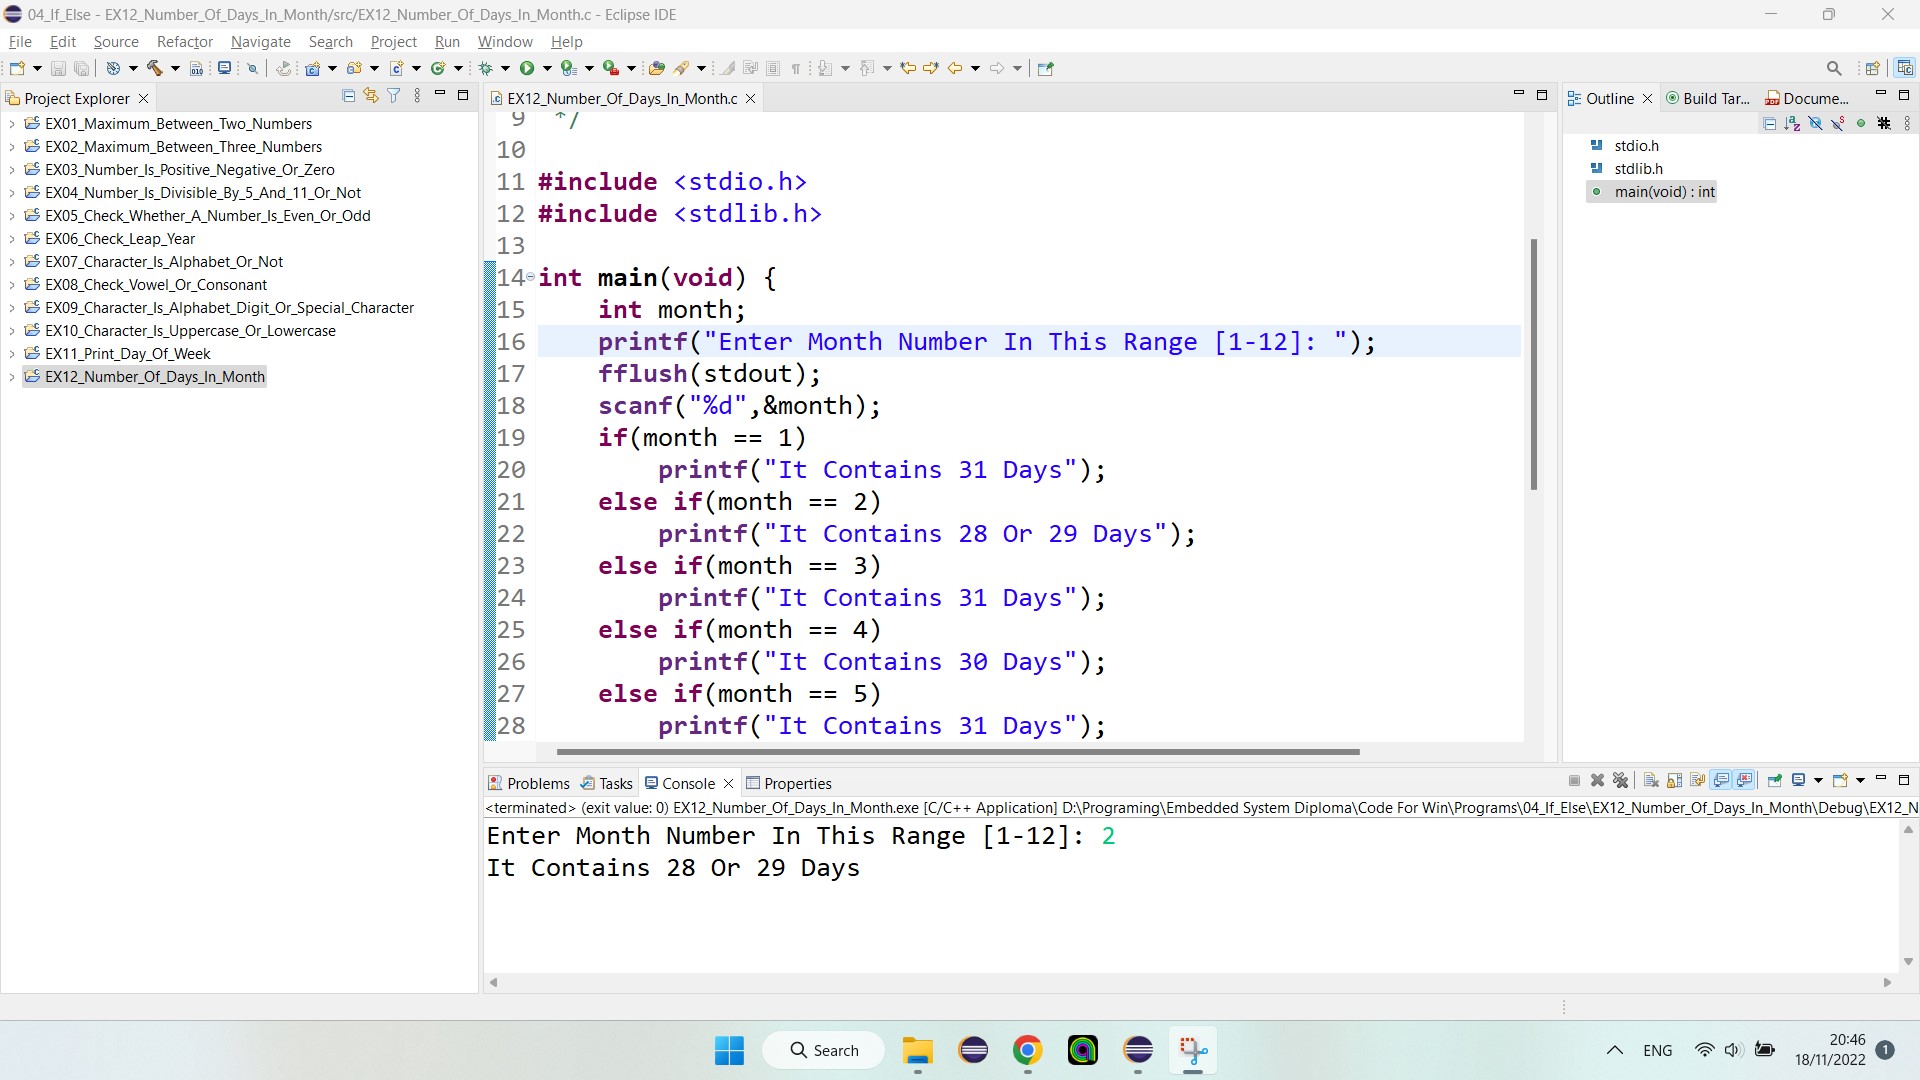 04_If_Else - EX12_Number_Of_Days_In_Month/src/EX12_Number_Of_Days_In_Month.c - Eclipse IDE
File Edit Source Refactor Navigate Search Project Run Window Help
Project Explorer
EX01_Maximum_Between_Two_Numbers
EX02_Maximum_Between_Three_Numbers
EX03_Number_Is_Positive_Negative_Or_Zero
EX04_Number_Is_Divisible_By_5_And_11_Or_Not
EX05_Check_Whether_A_Number_Is_Even_Or_Odd
EX06_Check_Leap_Year
EX07_Character_Is_Alphabet_Or_Not
EX08_Check_Vowel_Or_Consonant
EX09_Character_Is_Alphabet_Digit_Or_Special_Character
EX10_Character_Is_Uppercase_Or_Lowercase
EX11_Print_Day_Of_Week
EX12_Number_Of_Days_In_Month
EX12_Number_Of_Days_In_Month.c
9 */
10
11 #include <stdio.h>
12 #include <stdlib.h>
13
14 int main(void) {
15 int month;
16 printf("Enter Month Number In This Range [1-12]: ");
17 fflush(stdout);
18 scanf("%d",&month);
19 if(month == 1)
20 printf("It Contains 31 Days");
21 else if(month == 2)
22 printf("It Contains 28 Or 29 Days");
23 else if(month == 3)
24 printf("It Contains 31 Days");
25 else if(month == 4)
26 printf("It Contains 30 Days");
27 else if(month == 5)
28 printf("It Contains 31 Days");
Outline Build Tar... Docume...
stdio.h
stdlib.h
main(void) : int
Problems Tasks Console Properties
<terminated> (exit value: 0) EX12_Number_Of_Days_In_Month.exe [C/C++ Application] D:\Programing\Embedded System Diploma\Code For Win\Programs\04_If_Else\EX12_Number_Of_Days_In_Month\Debug\EX12_N
Enter Month Number In This Range [1-12]: 2
It Contains 28 Or 29 Days
Search
ENG
20:46
18/11/2022
1